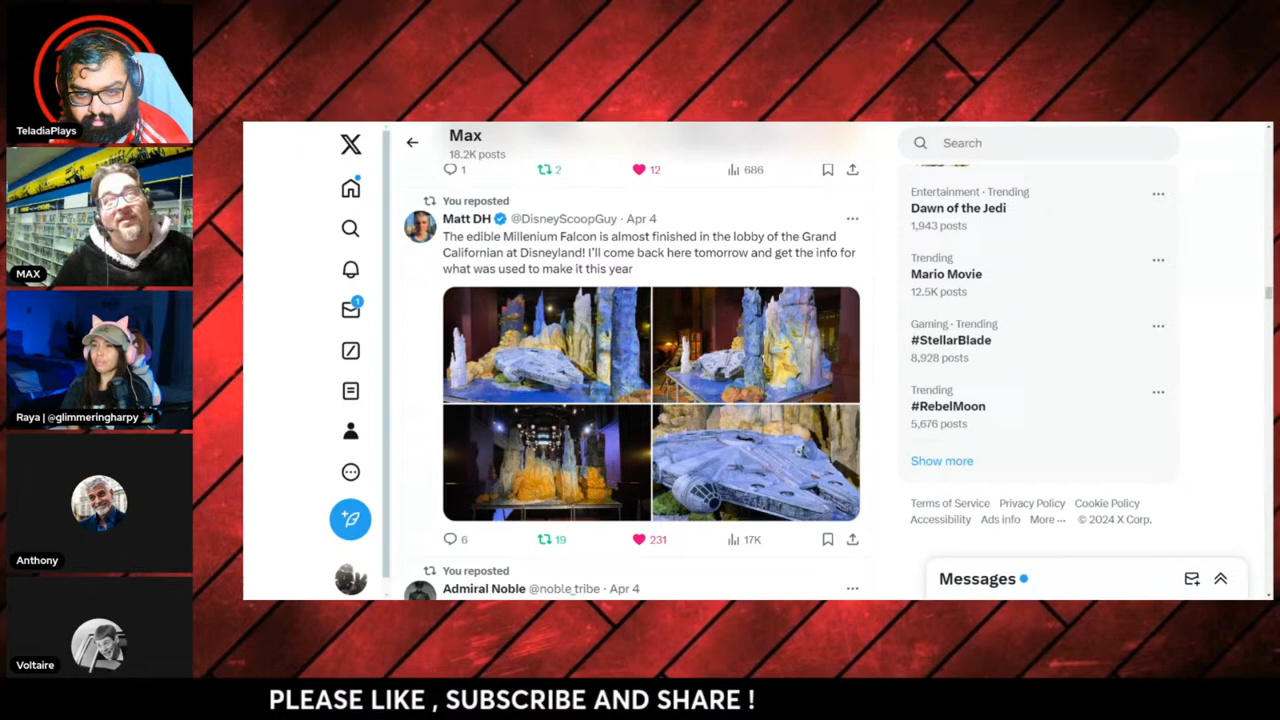 TeladiaPlays
MAX
Raya | @glimmeringharpy
Anthony
Voltaire
Max
18.2K posts
1
2
12
686
You reposted
Matt DH @DisneyScoopGuy · Apr 4
The edible Millenium Falcon is almost finished in the lobby of the Grand
Californian at Disneyland! I'll come back here tomorrow and get the info for
what was used to make it this year
6
19
231
17K
You reposted
Admiral Noble @noble_tribe · Apr 4
1
Search
Entertainment · Trending
Dawn of the Jedi
1,943 posts
Trending
Mario Movie
12.5K posts
Gaming · Trending
#StellarBlade
8,928 posts
Trending
#RebelMoon
5,676 posts
Show more
Terms of Service Privacy Policy Cookie Policy
Accessibility Ads info More ··· © 2024 X Corp.
Messages
PLEASE LIKE , SUBSCRIBE AND SHARE !